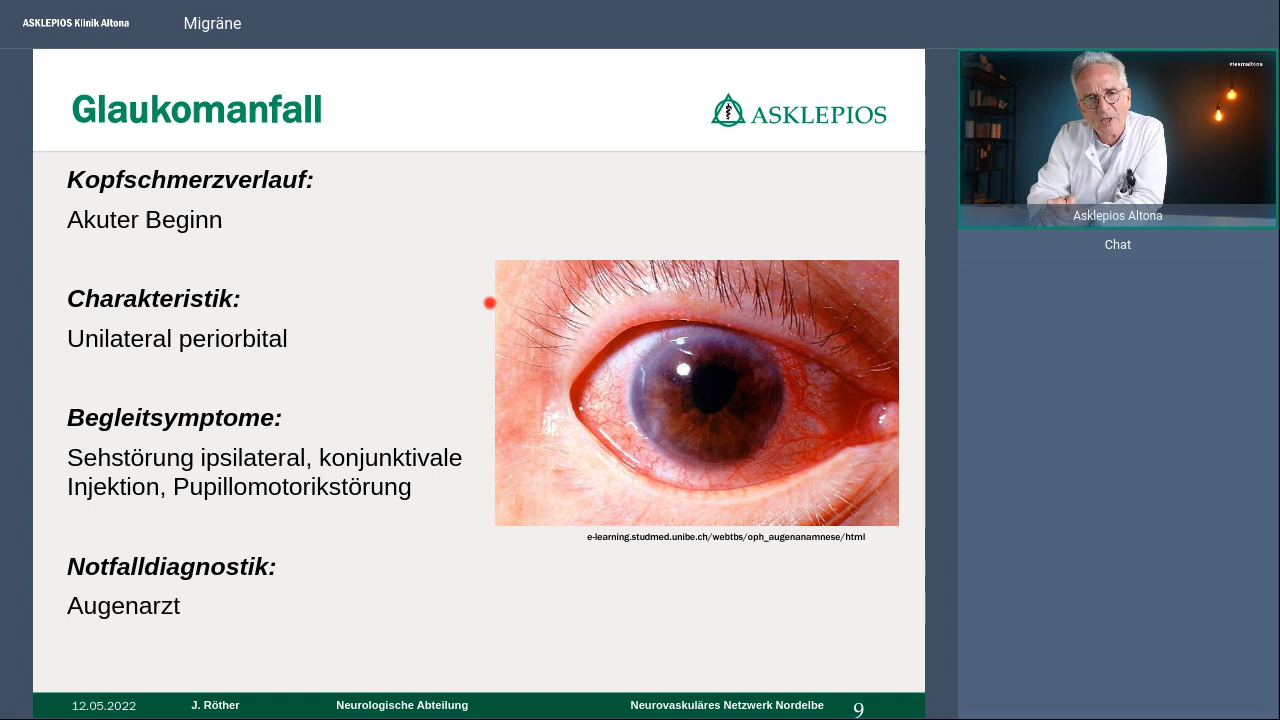 ASKLEPIOS Klinik Altona
Migräne
Glaukomanfall
ASKLEPIOS
Kopfschmerzverlauf:
Akuter Beginn
Charakteristik:
Unilateral periorbital
Begleitsymptome:
Sehstörung ipsilateral, konjunktivale
Injektion, Pupillomotorikstörung
Notfalldiagnostik:
Augenarzt
e-learning.studmed.unibe.ch/webtbs/oph_augenanamnese/html
12.05.2022
J. Röther
Neurologische Abteilung
Neurovaskuläres Netzwerk Nordelbe
9
#teamaltona
Asklepios Altona
Chat